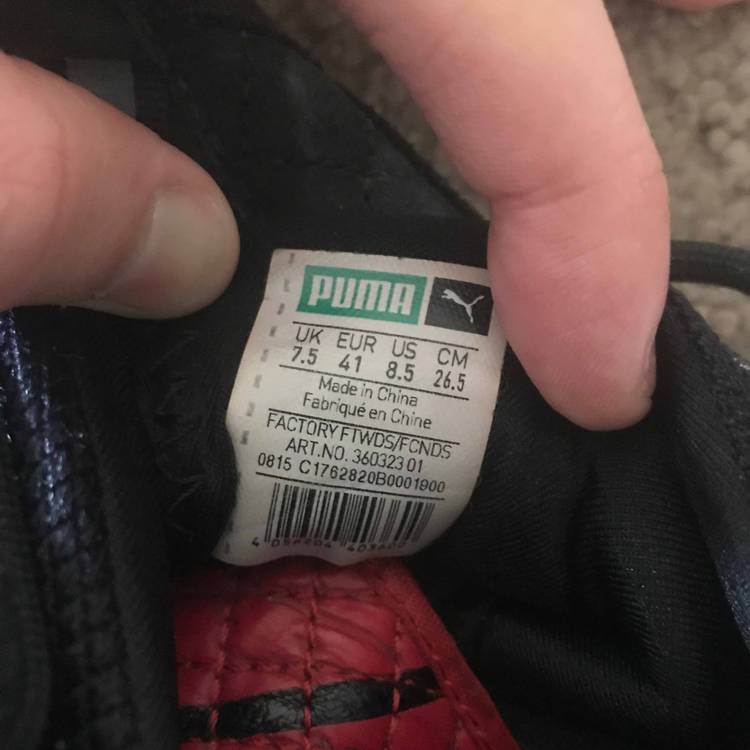 PUMA
UK EUR US CM
7.5 41 8.5 26.5
Made in China
Fabriqué en Chine
FACTORY FTWDS/FCNDS
ART.NO. 360323 01
0815 C1762820B0001900